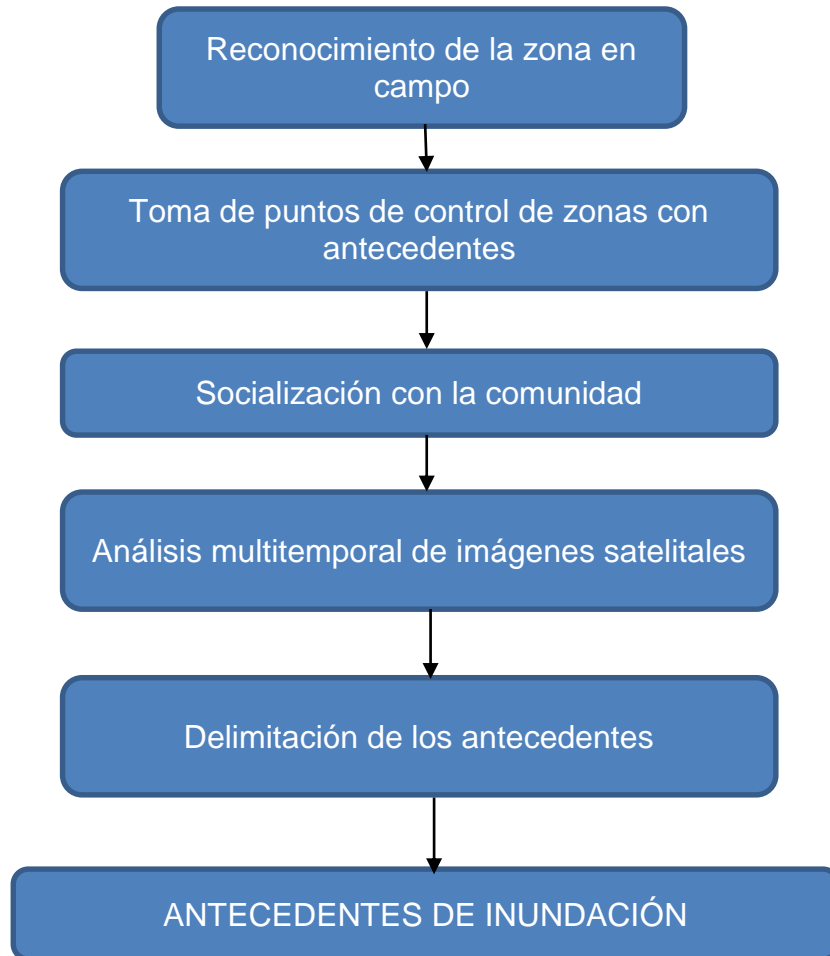 Reconocimiento de la zona en
campo
Toma de puntos de control de zonas con
antecedentes
Socialización con la comunidad
Análisis multitemporal de imágenes satelitales
Delimitación de los antecedentes
ANTECEDENTES DE INUNDACIÓN